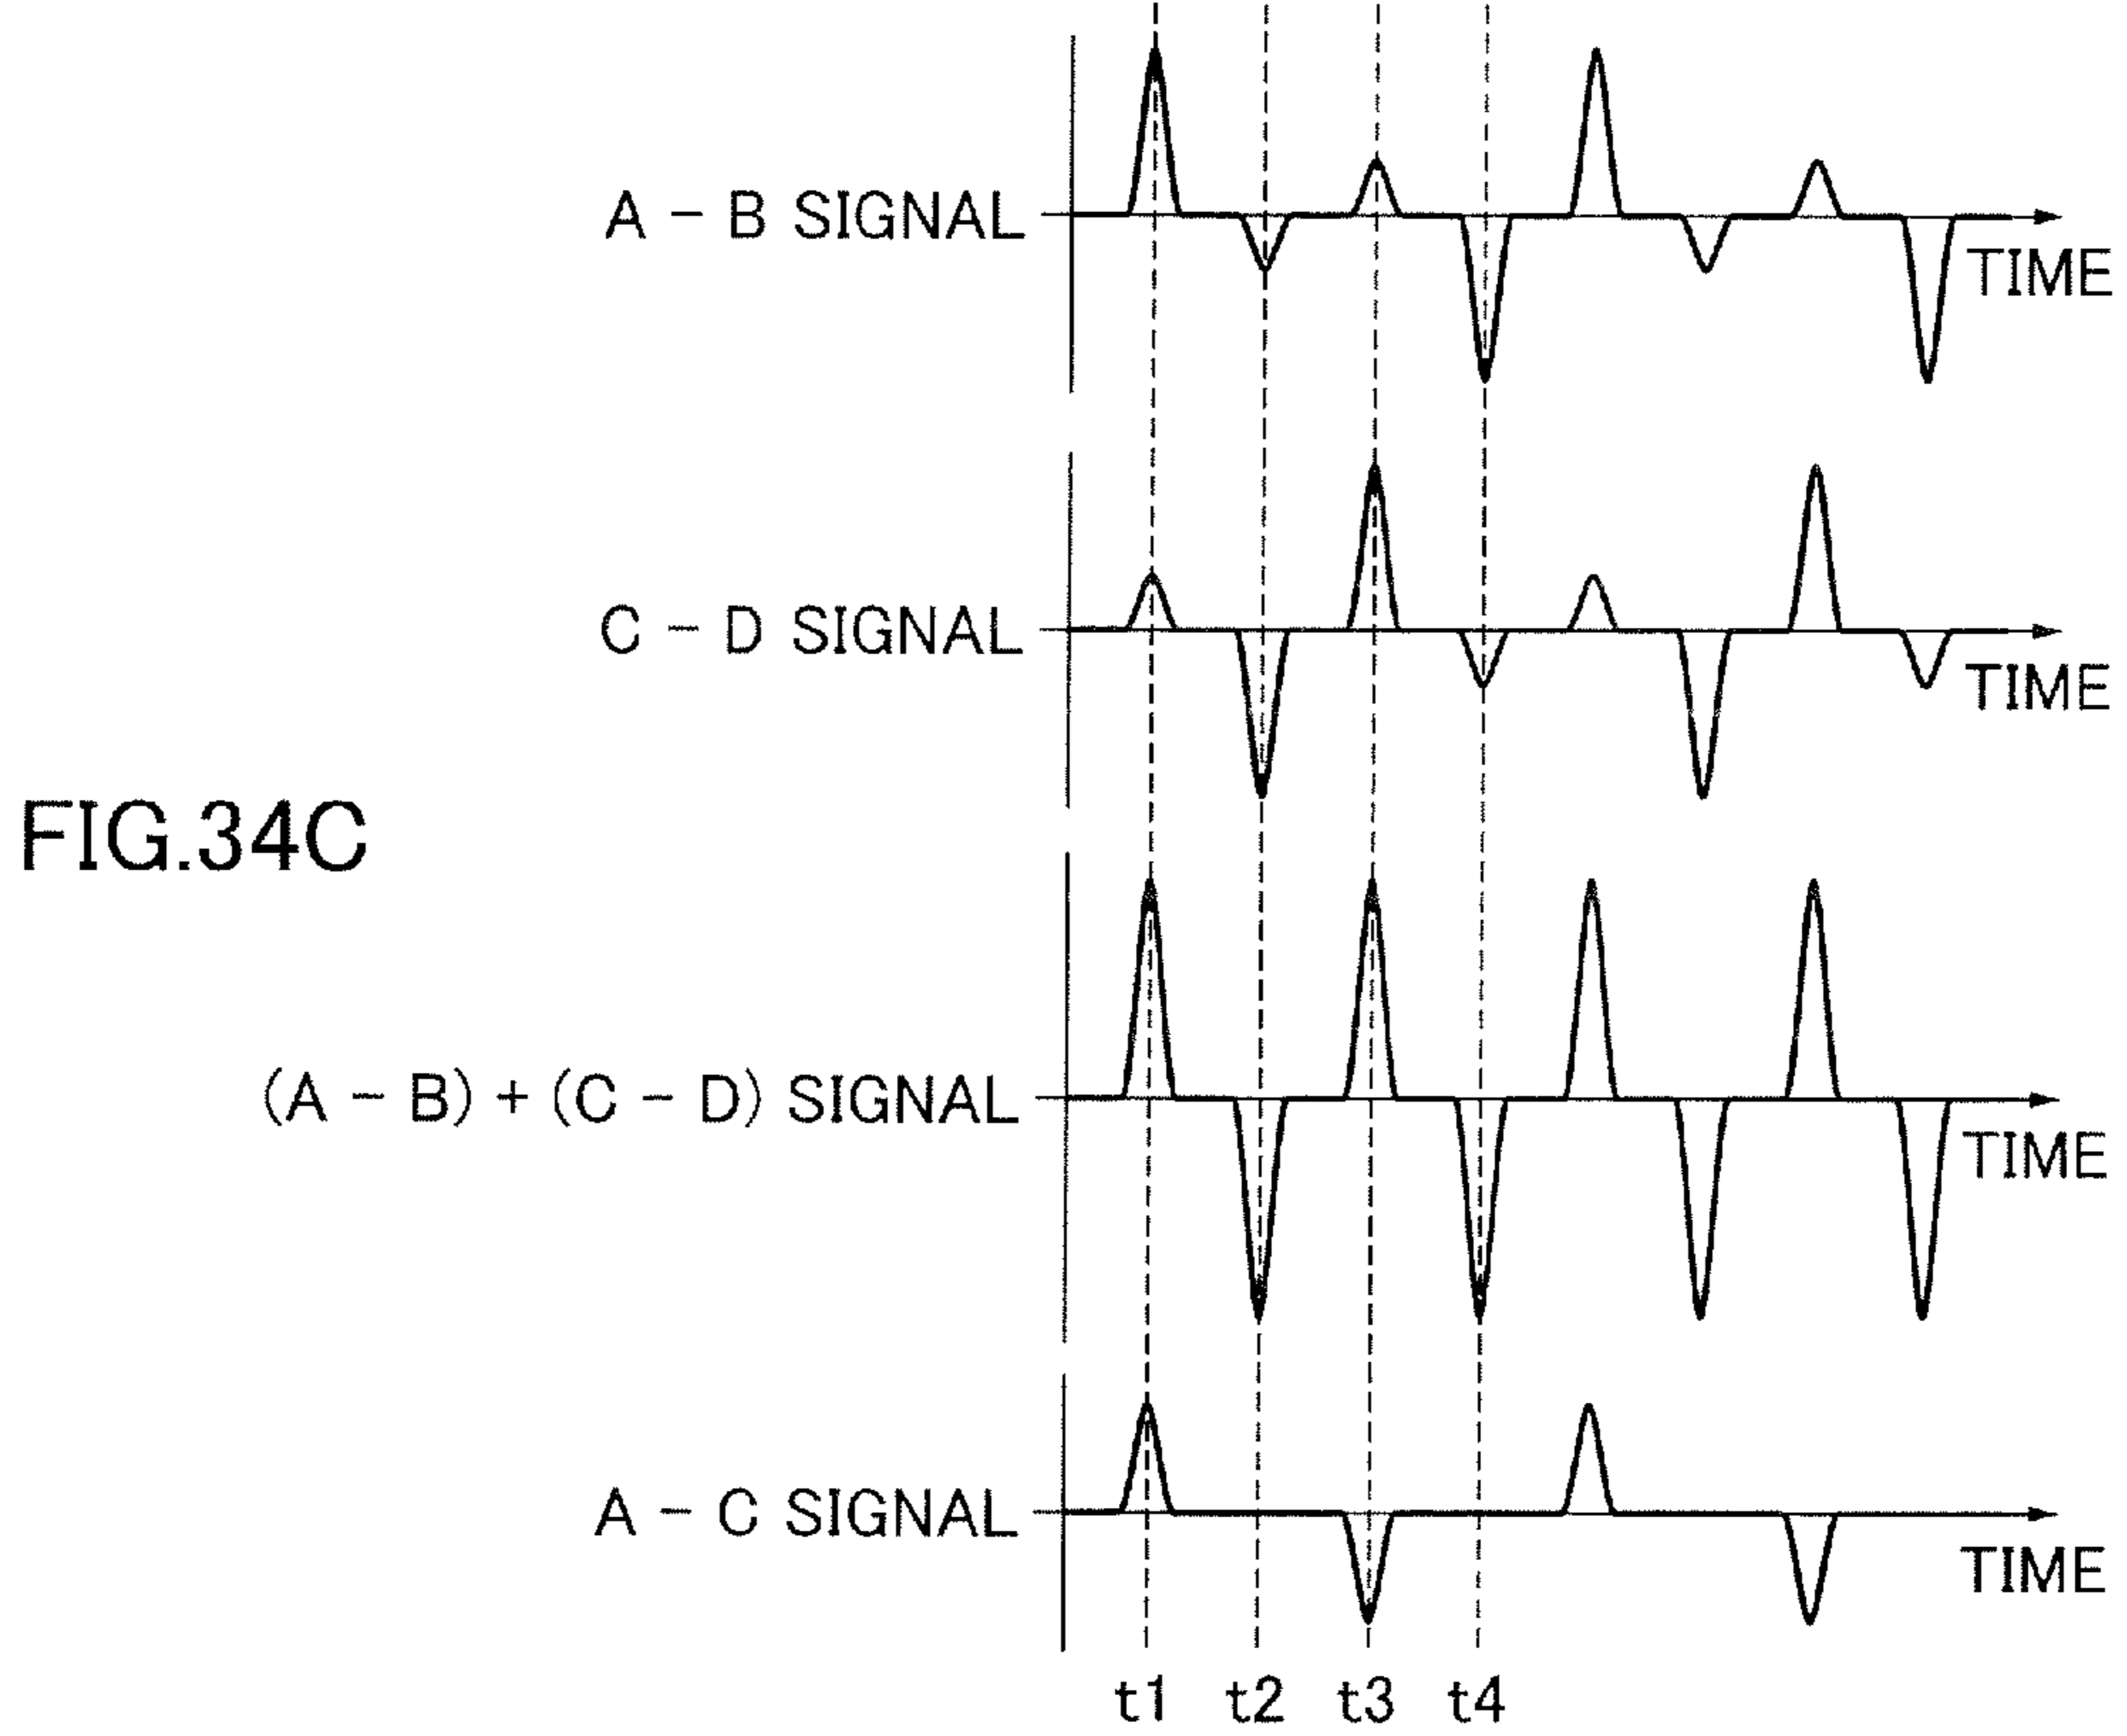 A - B SIGNAL
TIME
C - D SIGNAL
TIME
FIG.34C
(A - B) + (C - D) SIGNAL
TIME
A - C SIGNAL
TIME
t1 t2 t3 t4